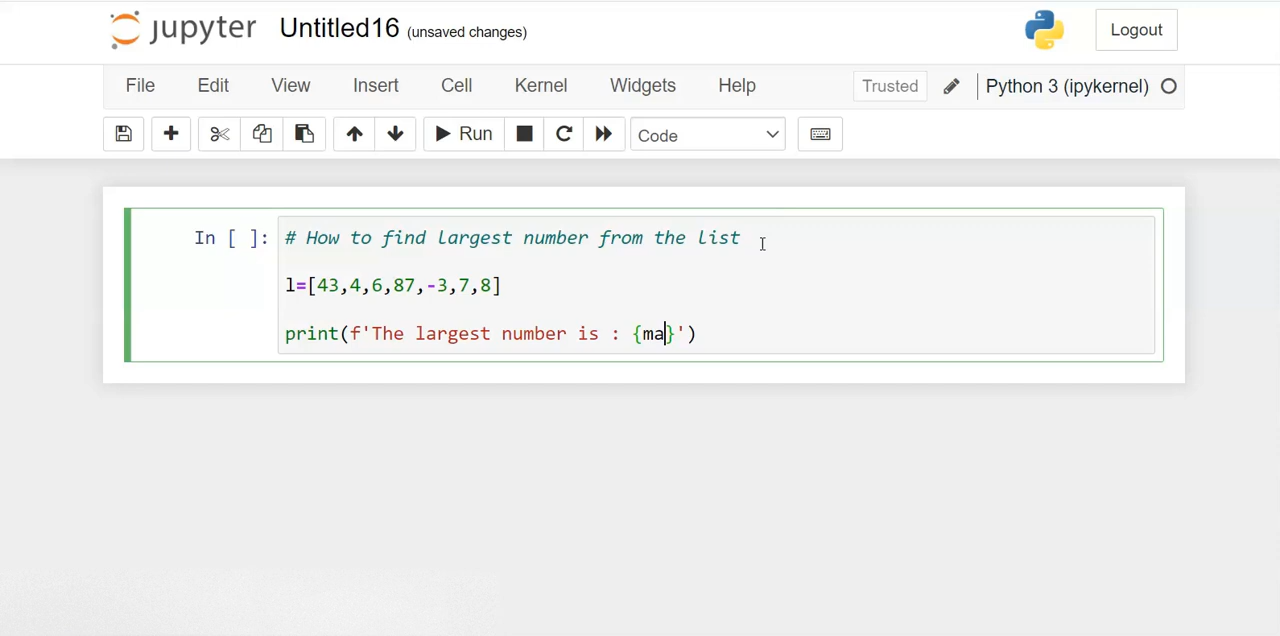 jupyter Untitled16 (unsaved changes) Logout
File Edit View Insert Cell Kernel Widgets Help Trusted Python 3 (ipykernel)
Run Code
In [ ]: # How to find largest number from the list
l=[43,4,6,87,-3,7,8]
print(f'The largest number is : {ma}')